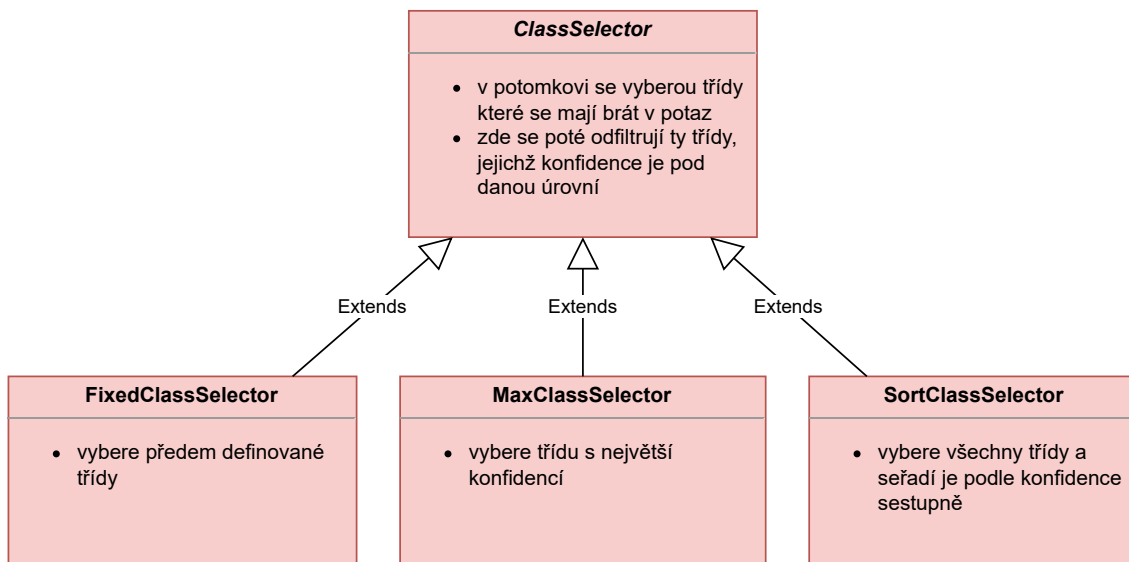 ClassSelector
• v potomkovi se vyberou třídy
které se mají brát v potaz
• zde se poté odfiltrují ty třídy,
jejichž konfidence je pod
danou úrovní
Extends
Extends
Extends
FixedClassSelector
• vybere předem definované
třídy
MaxClassSelector
• vybere třídu s největší
konfidencí
SortClassSelector
• vybere všechny třídy a
seřadí je podle konfidence
sestupně